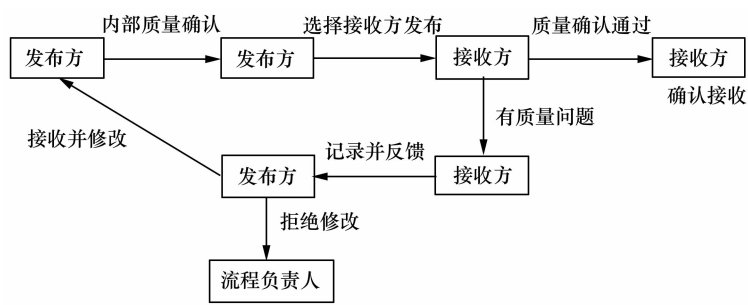 内部质量确认
选择接收方发布
质量确认通过
发布方
发布方
接收方
接收方
确认接收
有质量问题
接收并修改
记录并反馈
发布方
接收方
拒绝修改
流程负责人